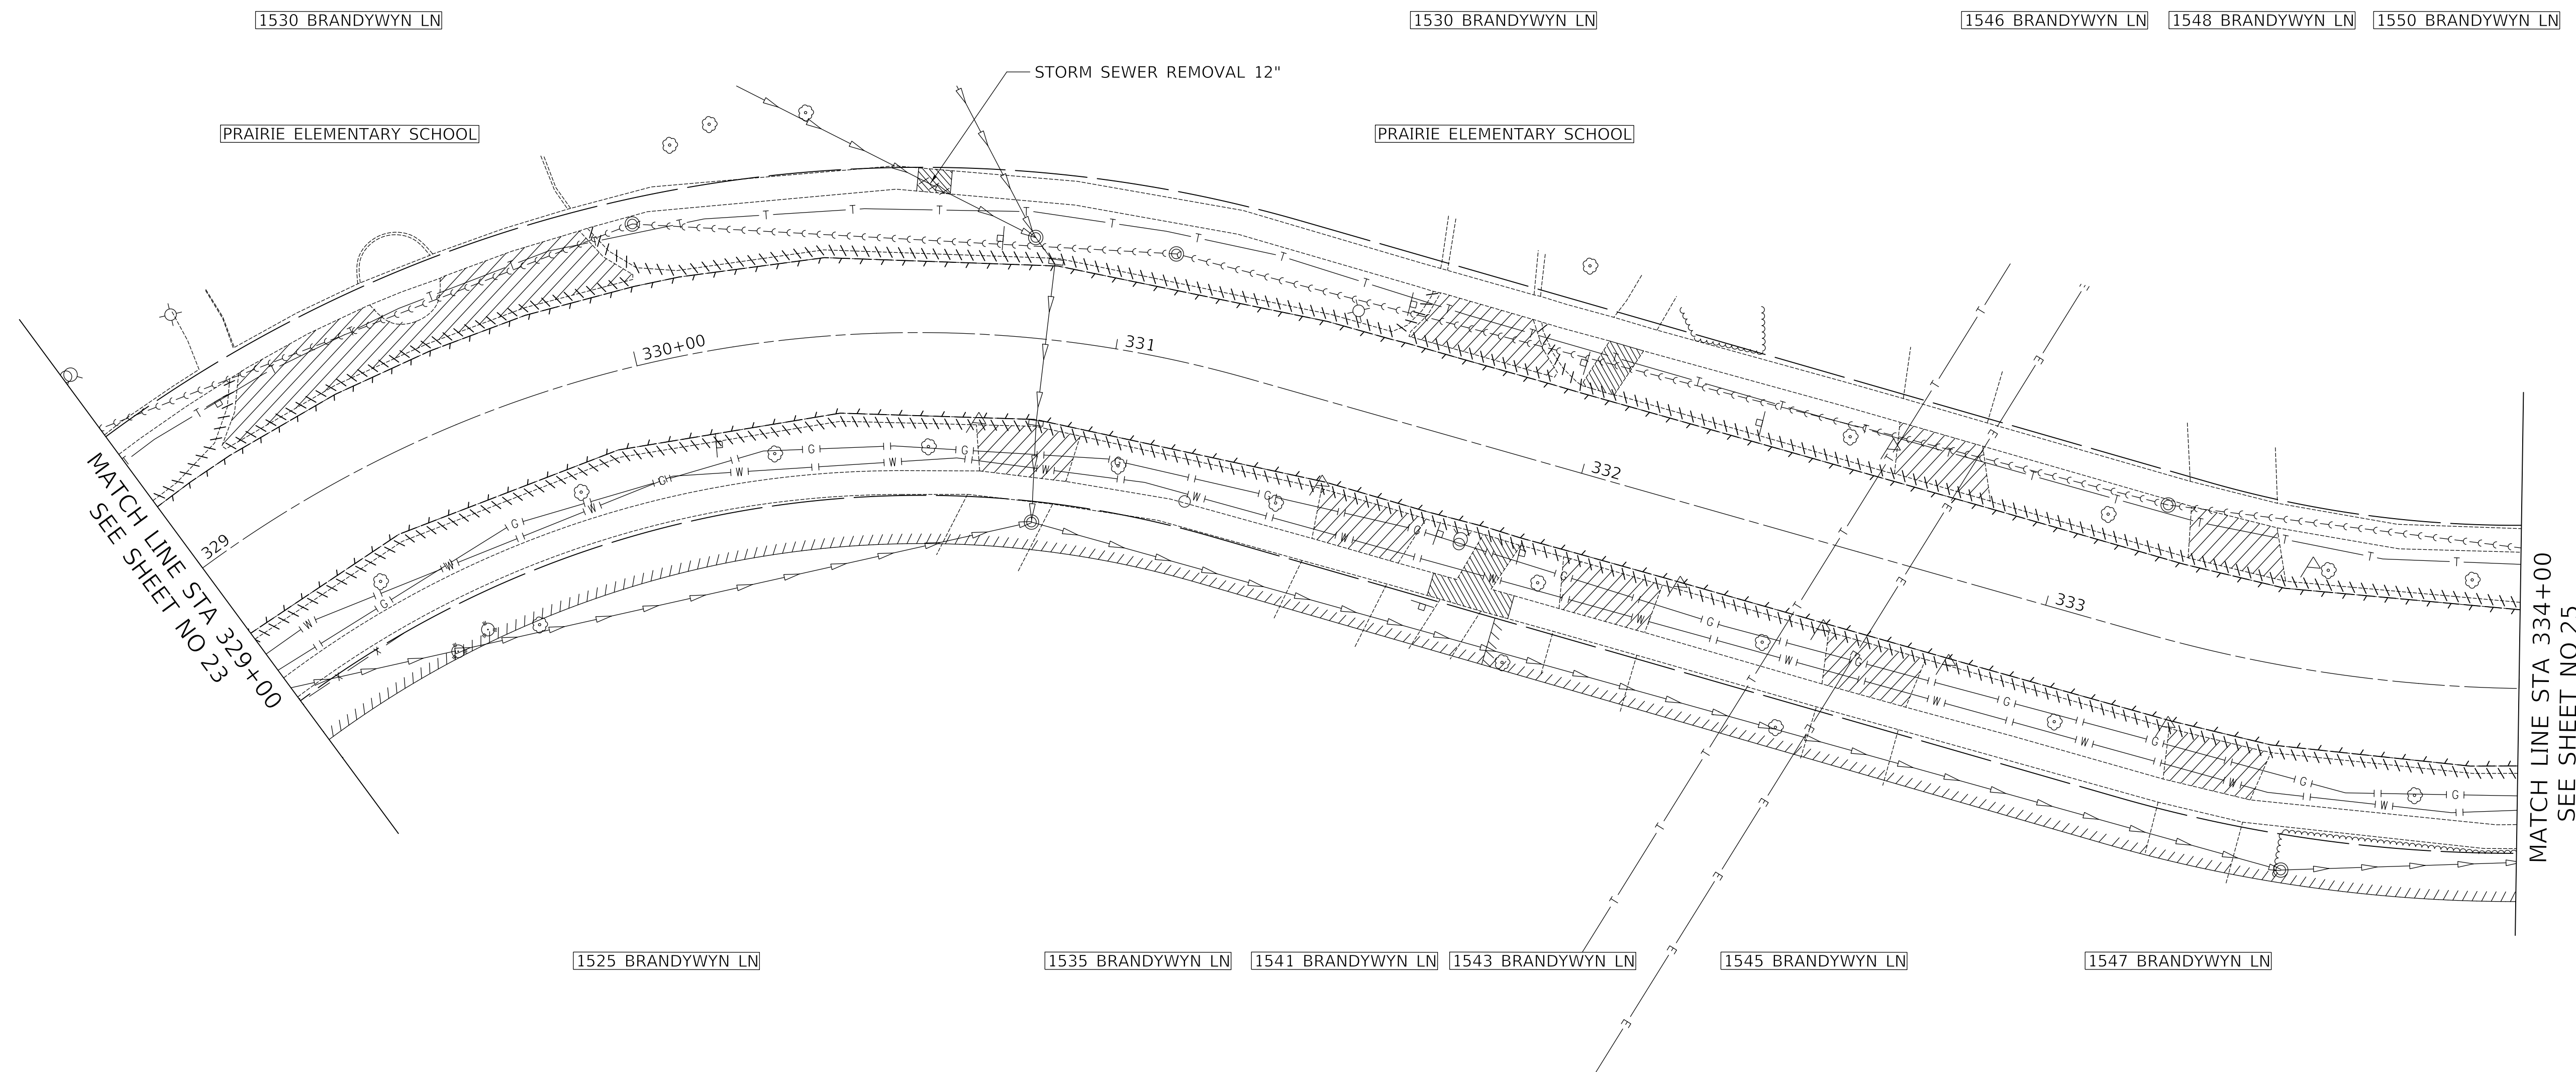 1530 BRANDYWYN LN
1530 BRANDYWYN LN
1546 BRANDYWYN LN
1548 BRANDYWYN LN
1550 BRANDYWYN LN
STORM SEWER REMOVAL 12"
PRAIRIE ELEMENTARY SCHOOL
PRAIRIE ELEMENTARY SCHOOL
329
330+00
331
332
333
MATCH LINE STA 329+00
SEE SHEET NO 23
MATCH LINE STA 334+00
SEE SHEET NO 25
1525 BRANDYWYN LN
1535 BRANDYWYN LN
1541 BRANDYWYN LN
1543 BRANDYWYN LN
1545 BRANDYWYN LN
1547 BRANDYWYN LN